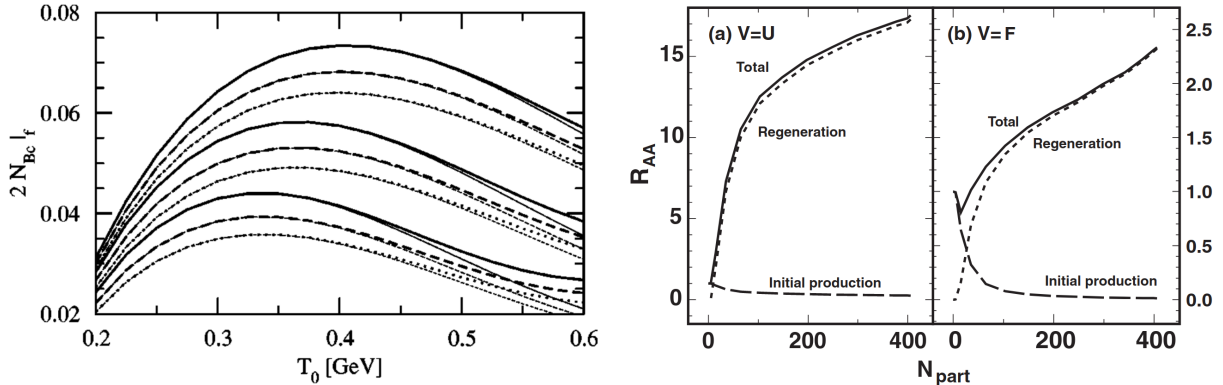 2 N_Bc |_f
0.08
0.06
0.04
0.02
0.2 0.3 0.4 0.5 0.6
T_0 [GeV]
R_AA
15
10
5
0
(a) V=U
Total
Regeneration
Initial production
0 200 400
(b) V=F
Total
Regeneration
Initial production
0 200 400
2.5
2.0
1.5
1.0
0.5
0.0
N_part